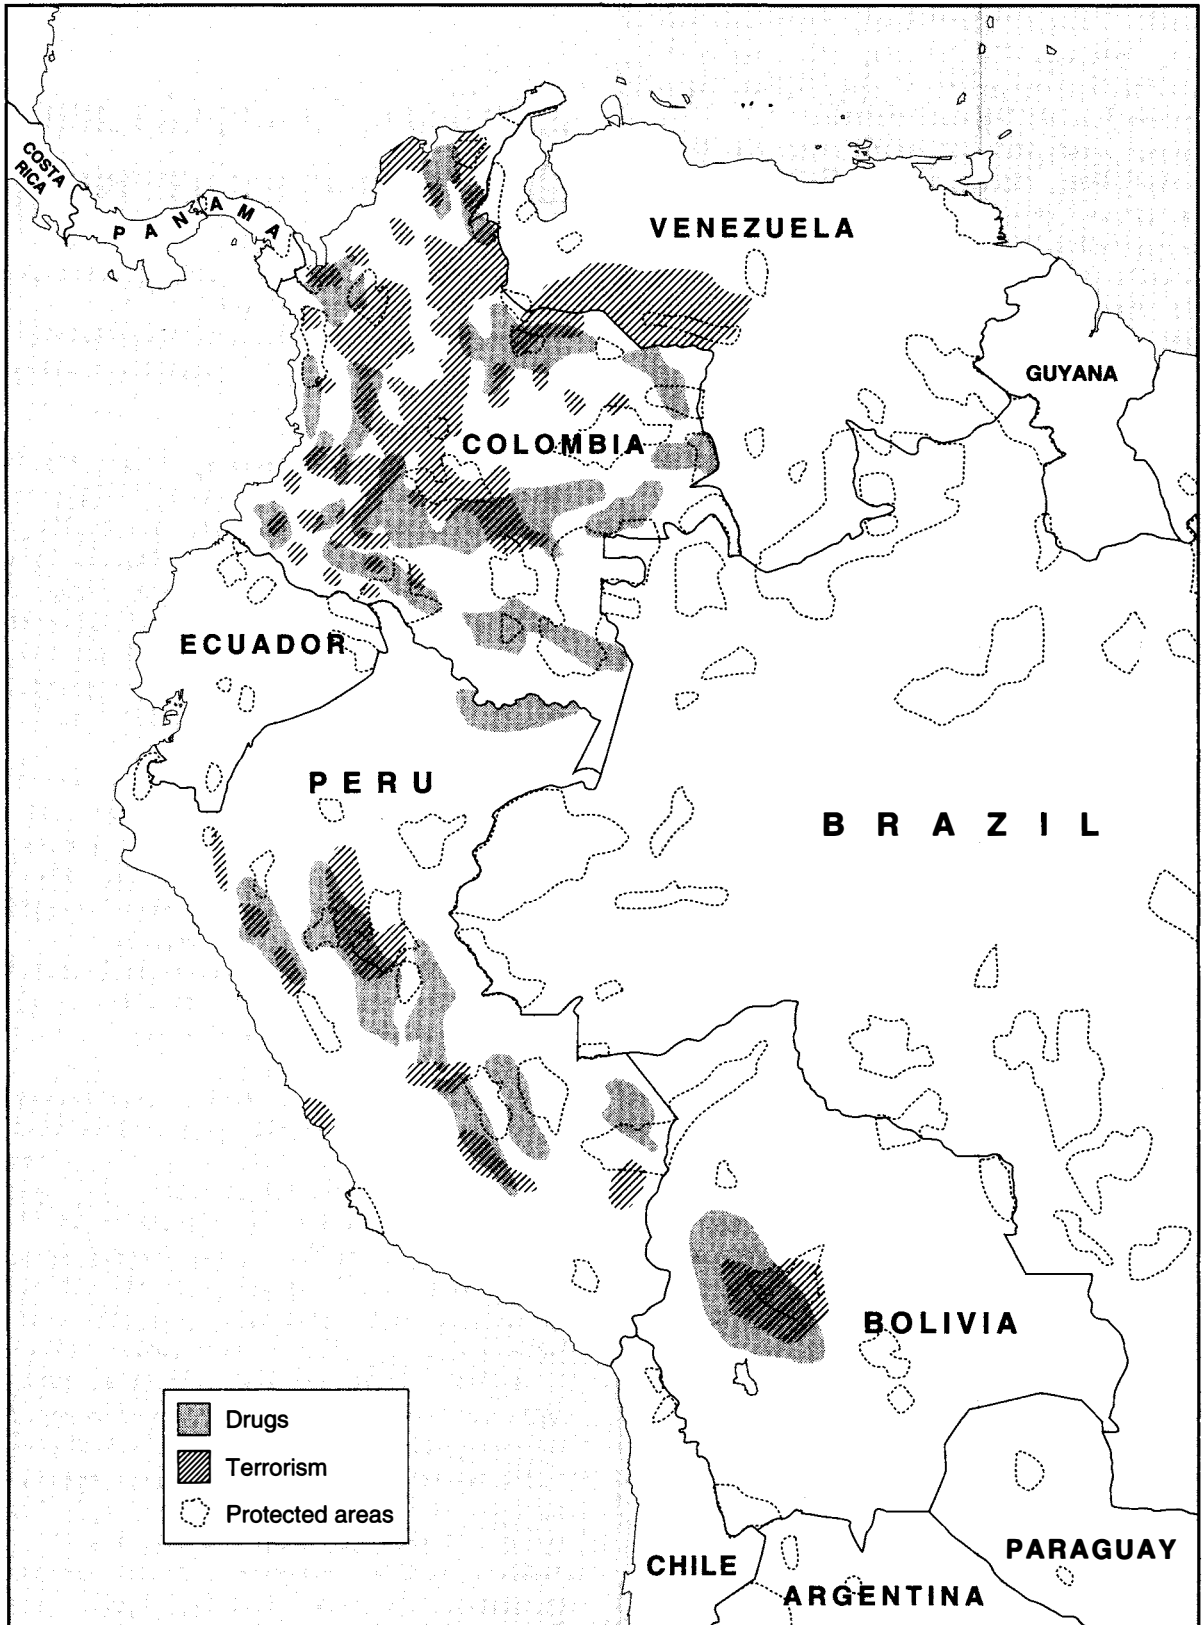 COSTA
RICA
PANAMA
VENEZUELA
GUYANA
COLOMBIA
ECUADOR
PERU
BRAZIL
BOLIVIA
Drugs
Terrorism
Protected areas
CHILE
PARAGUAY
ARGENTINA